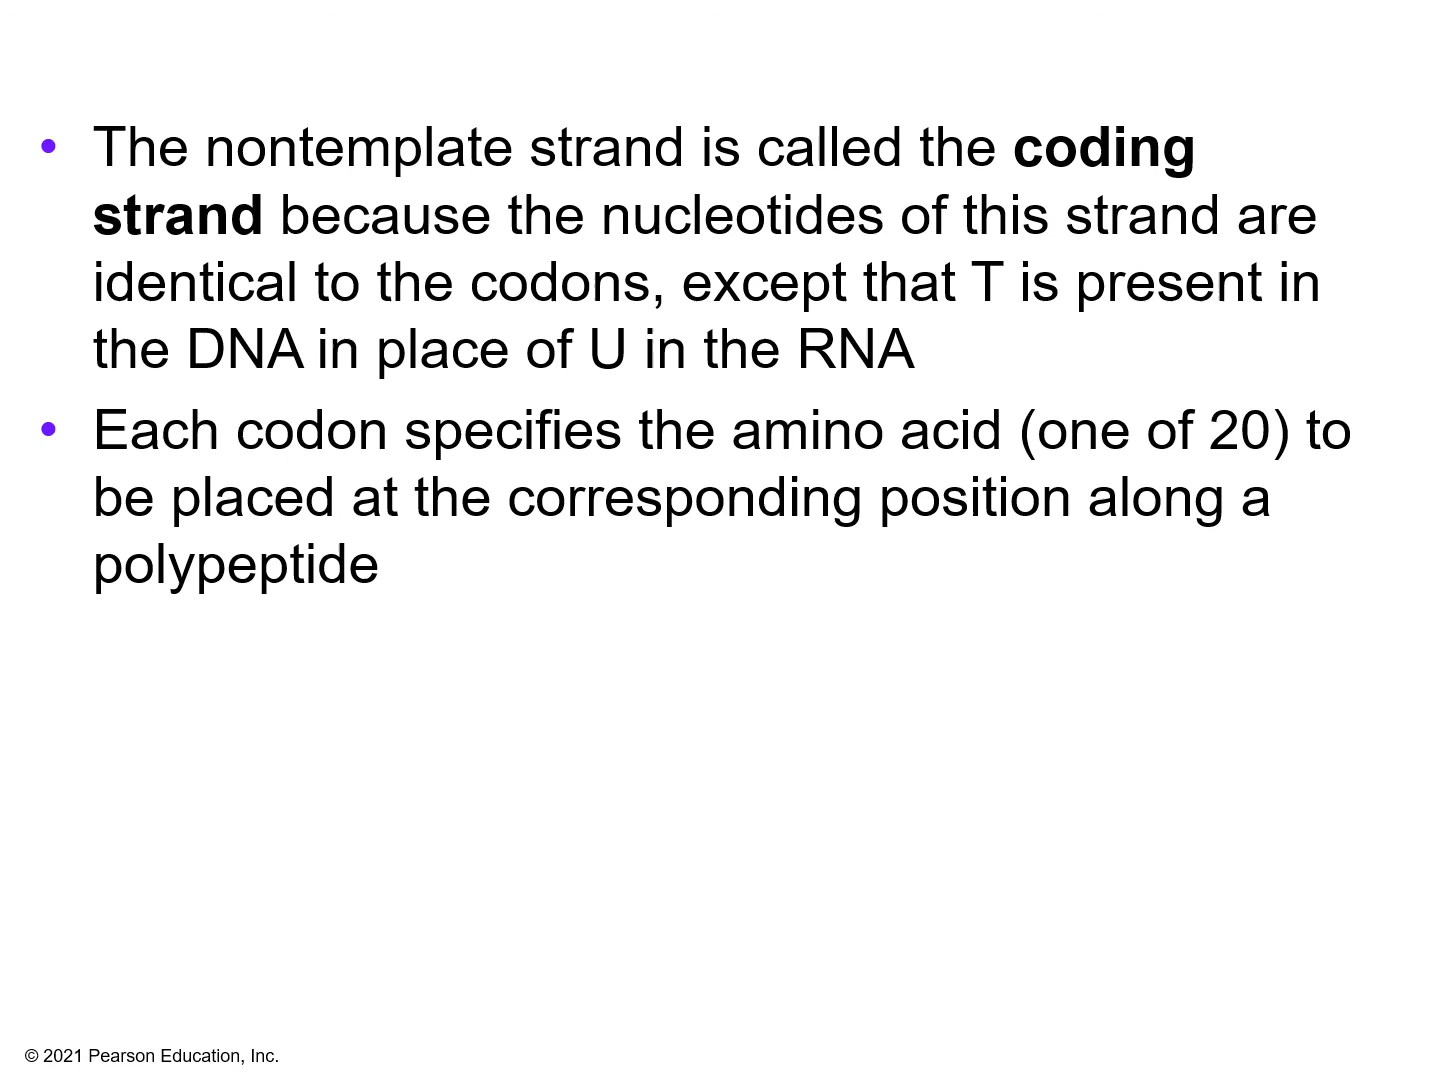 • The nontemplate strand is called the coding
strand because the nucleotides of this strand are
identical to the codons, except that T is present in
the DNA in place of U in the RNA
• Each codon specifies the amino acid (one of 20) to
be placed at the corresponding position along a
polypeptide
© 2021 Pearson Education, Inc.